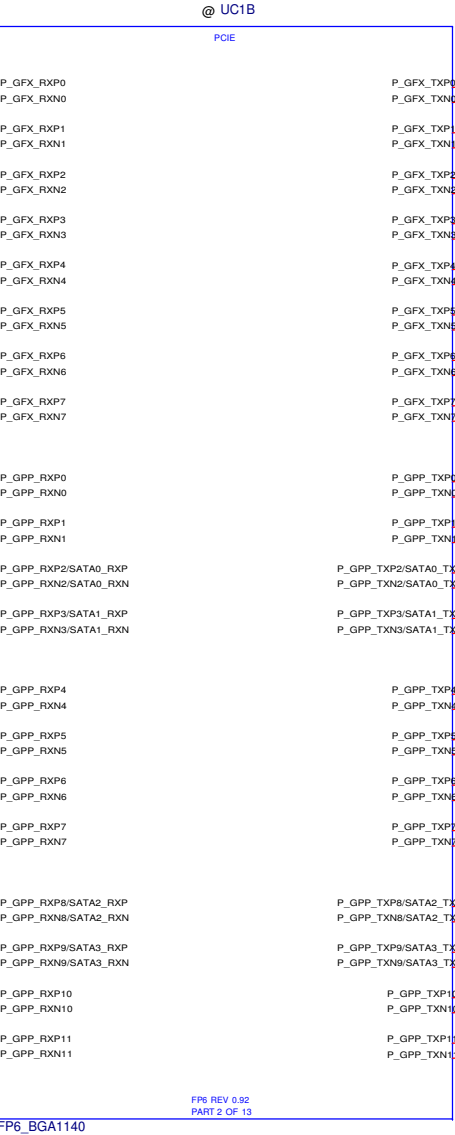 @ UC1B
PCIE
P_GFX_RXP0 P_GFX_TXP0
P_GFX_RXN0 P_GFX_TXN0
P_GFX_RXP1 P_GFX_TXP1
P_GFX_RXN1 P_GFX_TXN1
P_GFX_RXP2 P_GFX_TXP2
P_GFX_RXN2 P_GFX_TXN2
P_GFX_RXP3 P_GFX_TXP3
P_GFX_RXN3 P_GFX_TXN3
P_GFX_RXP4 P_GFX_TXP4
P_GFX_RXN4 P_GFX_TXN4
P_GFX_RXP5 P_GFX_TXP5
P_GFX_RXN5 P_GFX_TXN5
P_GFX_RXP6 P_GFX_TXP6
P_GFX_RXN6 P_GFX_TXN6
P_GFX_RXP7 P_GFX_TXP7
P_GFX_RXN7 P_GFX_TXN7
P_GPP_RXP0 P_GPP_TXP0
P_GPP_RXN0 P_GPP_TXN0
P_GPP_RXP1 P_GPP_TXP1
P_GPP_RXN1 P_GPP_TXN1
P_GPP_RXP2/SATA0_RXP P_GPP_TXP2/SATA0_TX
P_GPP_RXN2/SATA0_RXN P_GPP_TXN2/SATA0_TX
P_GPP_RXP3/SATA1_RXP P_GPP_TXP3/SATA1_TX
P_GPP_RXN3/SATA1_RXN P_GPP_TXN3/SATA1_TX
P_GPP_RXP4 P_GPP_TXP4
P_GPP_RXN4 P_GPP_TXN4
P_GPP_RXP5 P_GPP_TXP5
P_GPP_RXN5 P_GPP_TXN5
P_GPP_RXP6 P_GPP_TXP6
P_GPP_RXN6 P_GPP_TXN6
P_GPP_RXP7 P_GPP_TXP7
P_GPP_RXN7 P_GPP_TXN7
P_GPP_RXP8/SATA2_RXP P_GPP_TXP8/SATA2_TX
P_GPP_RXN8/SATA2_RXN P_GPP_TXN8/SATA2_TX
P_GPP_RXP9/SATA3_RXP P_GPP_TXP9/SATA3_TX
P_GPP_RXN9/SATA3_RXN P_GPP_TXN9/SATA3_TX
P_GPP_RXP10 P_GPP_TXP10
P_GPP_RXN10 P_GPP_TXN10
P_GPP_RXP11 P_GPP_TXP11
P_GPP_RXN11 P_GPP_TXN11
FP6 REV 0.92
PART 2 OF 13
FP6_BGA1140